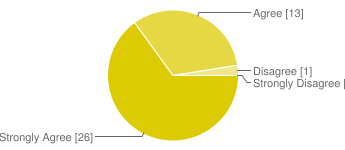 Agree [13]
Disagree [1]
Strongly Disagree [
Strongly Agree [26]